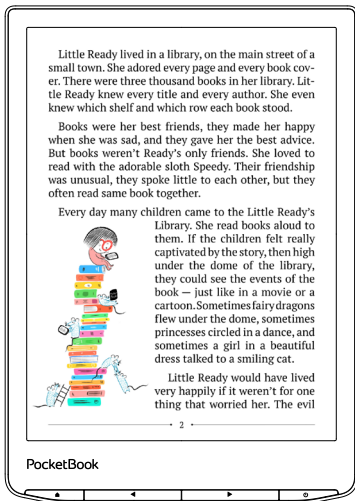 Little Ready lived in a library, on the main street of a
small town. She adored every page and every book cov-
er. There were three thousand books in her library. Lit-
tle Ready knew every title and every author. She even
knew which shelf and which row each book stood.
Books were her best friends, they made her happy
when she was sad, and they gave her the best advice.
But books weren't Ready's only friends. She loved to
read with the adorable sloth Speedy. Their friendship
was unusual, they spoke little to each other, but they
often read same book together.
Every day many children came to the Little Ready's
Library. She read books aloud to
them. If the children felt really
captivated by the story, then high
under the dome of the library,
they could see the events of the
book — just like in a movie or a
cartoon. Sometimes fairy dragons
flew under the dome, sometimes
princesses circled in a dance, and
sometimes a girl in a beautiful
dress talked to a smiling cat.
Little Ready would have lived
very happily if it weren't for one
thing that worried her. The evil
2
PocketBook